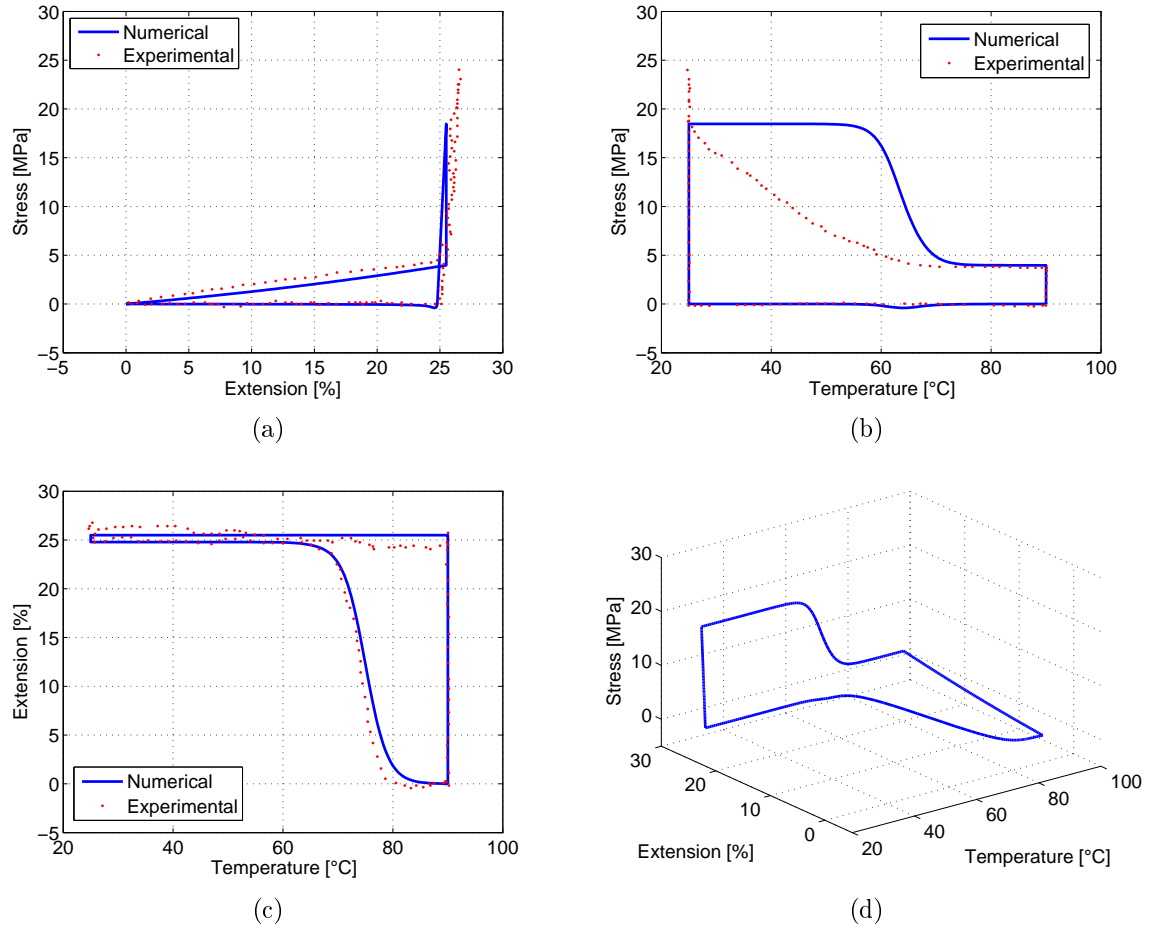 30
25
20
15
10
5
0
−5
−5 0 5 10 15 20 25 30
Stress [MPa]
Extension [%]
Numerical
Experimental
(a)
30
25
20
15
10
5
0
−5
20 40 60 80 100
Stress [MPa]
Temperature [°C]
Numerical
Experimental
(b)
30
25
20
15
10
5
0
−5
20 40 60 80 100
Extension [%]
Temperature [°C]
Numerical
Experimental
(c)
30
20
10
0
Stress [MPa]
30
20
10
0
Extension [%]
20
40
60
80
100
Temperature [°C]
(d)